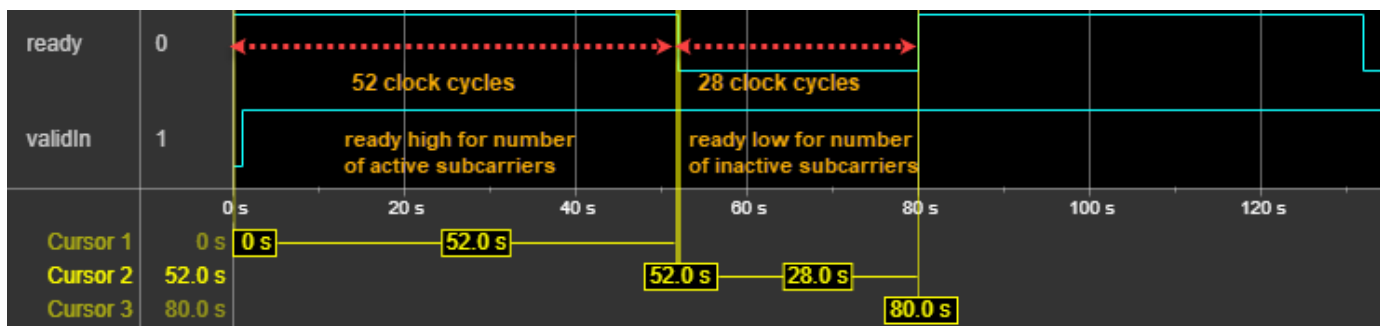 ready 0
52 clock cycles 28 clock cycles
validIn 1
ready high for number ready low for number
of active subcarriers of inactive subcarriers
0 s 20 s 40 s 60 s 80 s 100 s 120 s
Cursor 1 0 s 0 s 52.0 s
Cursor 2 52.0 s 52.0 s 28.0 s
Cursor 3 80.0 s 80.0 s